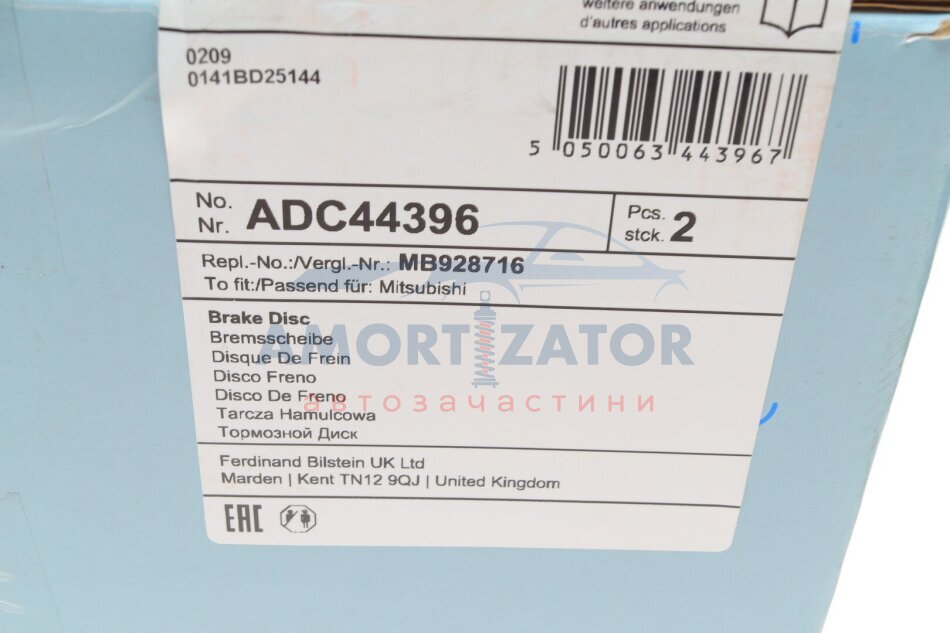 weitere anwendungen
d'autres applications
0209
0141BD25144
5 050063 443967
No.
Nr. ADC44396
Pcs.
stck. 2
Repl.-No.:/Vergl.-Nr.: MB928716
To fit:/Passend für: Mitsubishi
Brake Disc
Bremsscheibe
Disque De Frein
Disco Freno
Disco De Freno
Tarcza Hamulcowa
Тормозной Диск
AMORTIZATOR
автозапчастини
Ferdinand Bilstein UK Ltd
Marden | Kent TN12 9QJ | United Kingdom
EAC